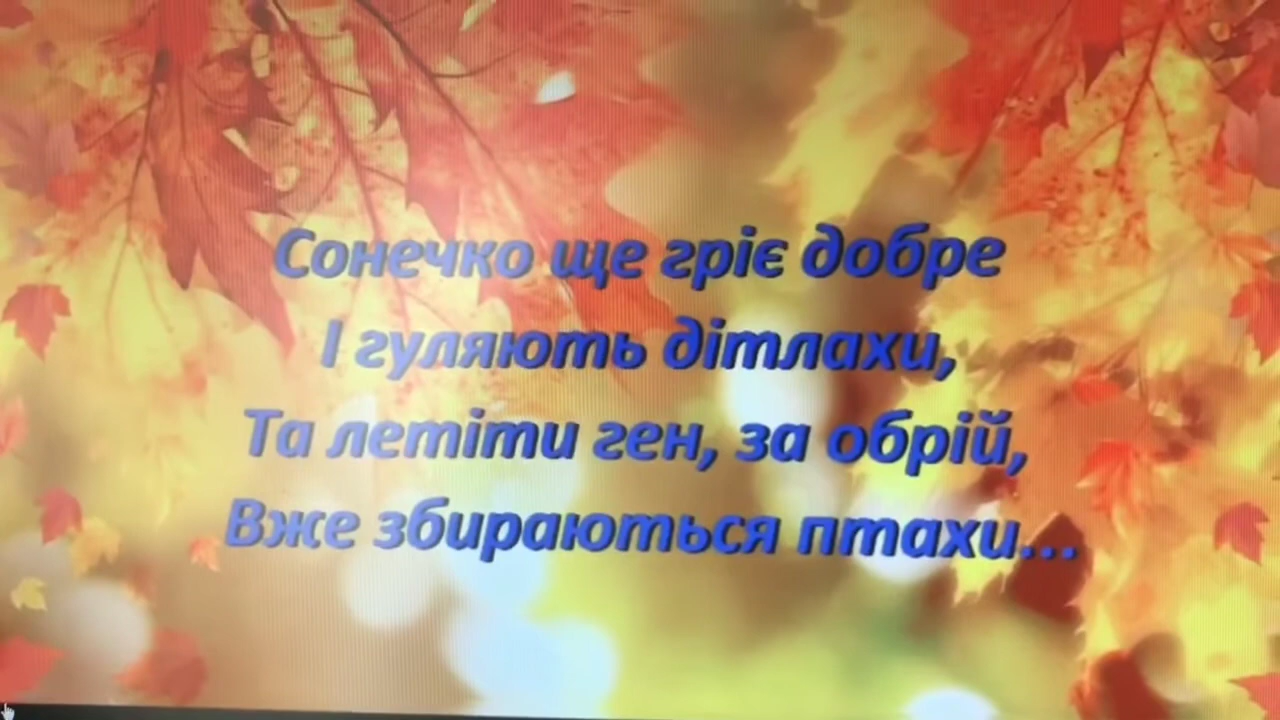 Сонечко ще гріє добре
І гуляють дітлахи,
Та летіти ген, за обрій,
Вже збираються птахи...